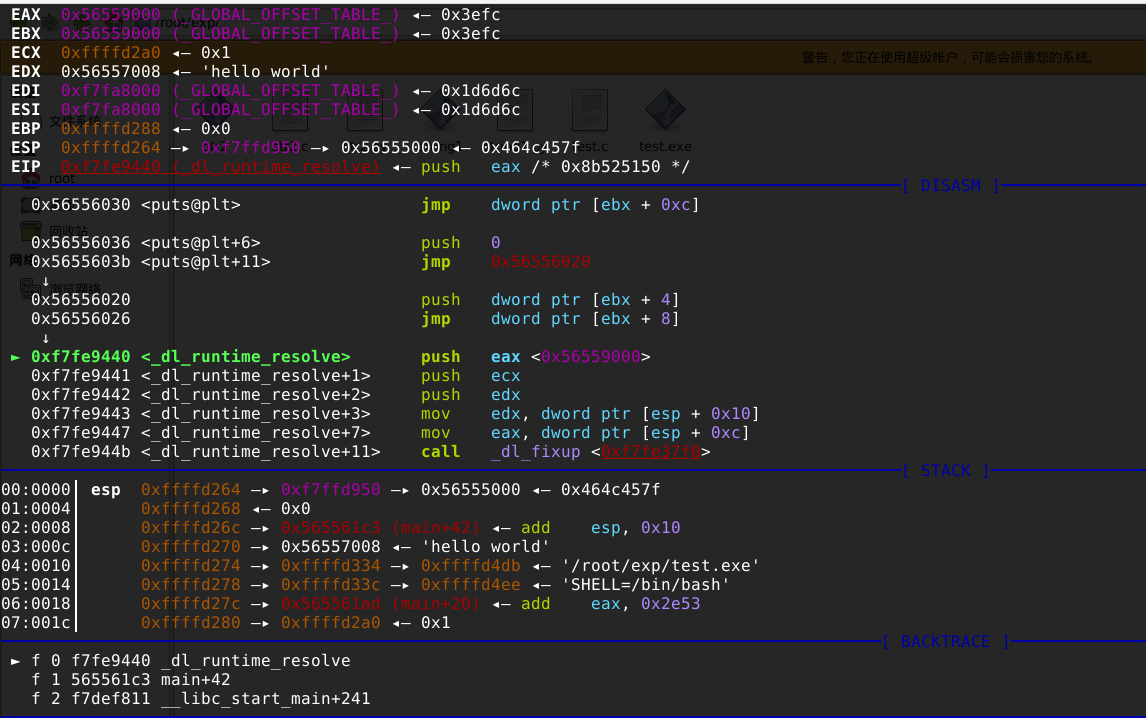 EAX  0x56559000 (_GLOBAL_OFFSET_TABLE_) ◂— 0x3efc
EBX  0x56559000 (_GLOBAL_OFFSET_TABLE_) ◂— 0x3efc
ECX  0xffffd2a0 ◂— 0x1
EDX  0x56557008 ◂— 'hello world'
EDI  0xf7fa8000 (_GLOBAL_OFFSET_TABLE_) ◂— 0x1d6d6c
ESI  0xf7fa8000 (_GLOBAL_OFFSET_TABLE_) ◂— 0x1d6d6c
EBP  0xffffd288 ◂— 0x0
ESP  0xffffd264 —▸ 0xf7ffd950 —▸ 0x56555000 ◂— 0x464c457f
EIP  0xf7fe9440 (_dl_runtime_resolve) ◂— push   eax /* 0x8b525150 */
[ DISASM ]
0x56556030 <puts@plt>                  jmp    dword ptr [ebx + 0xc]
0x56556036 <puts@plt+6>                push   0
0x5655603b <puts@plt+11>               jmp    0x56556020
↓
0x56556020                             push   dword ptr [ebx + 4]
0x56556026                             jmp    dword ptr [ebx + 8]
↓
► 0xf7fe9440 <_dl_runtime_resolve>       push   eax <0x56559000>
0xf7fe9441 <_dl_runtime_resolve+1>     push   ecx
0xf7fe9442 <_dl_runtime_resolve+2>     push   edx
0xf7fe9443 <_dl_runtime_resolve+3>     mov    edx, dword ptr [esp + 0x10]
0xf7fe9447 <_dl_runtime_resolve+7>     mov    eax, dword ptr [esp + 0xc]
0xf7fe944b <_dl_runtime_resolve+11>    call   _dl_fixup <0xf7fe37f0>
[ STACK ]
00:0000│ esp  0xffffd264 —▸ 0xf7ffd950 —▸ 0x56555000 ◂— 0x464c457f
01:0004│      0xffffd268 ◂— 0x0
02:0008│      0xffffd26c —▸ 0x565561c3 (main+42) ◂— add    esp, 0x10
03:000c│      0xffffd270 —▸ 0x56557008 ◂— 'hello world'
04:0010│      0xffffd274 —▸ 0xffffd334 —▸ 0xffffd4db ◂— '/root/exp/test.exe'
05:0014│      0xffffd278 —▸ 0xffffd33c —▸ 0xffffd4ee ◂— 'SHELL=/bin/bash'
06:0018│      0xffffd27c —▸ 0x565561ad (main+20) ◂— add    eax, 0x2e53
07:001c│      0xffffd280 —▸ 0xffffd2a0 ◂— 0x1
[ BACKTRACE ]
► f 0 f7fe9440 _dl_runtime_resolve
f 1 565561c3 main+42
f 2 f7def811 __libc_start_main+241
/root/exp/
警告，您正在使用超级帐户，可能会损害您的系统。
文件系统
test.exe
root
回收站
网络
浏览网络